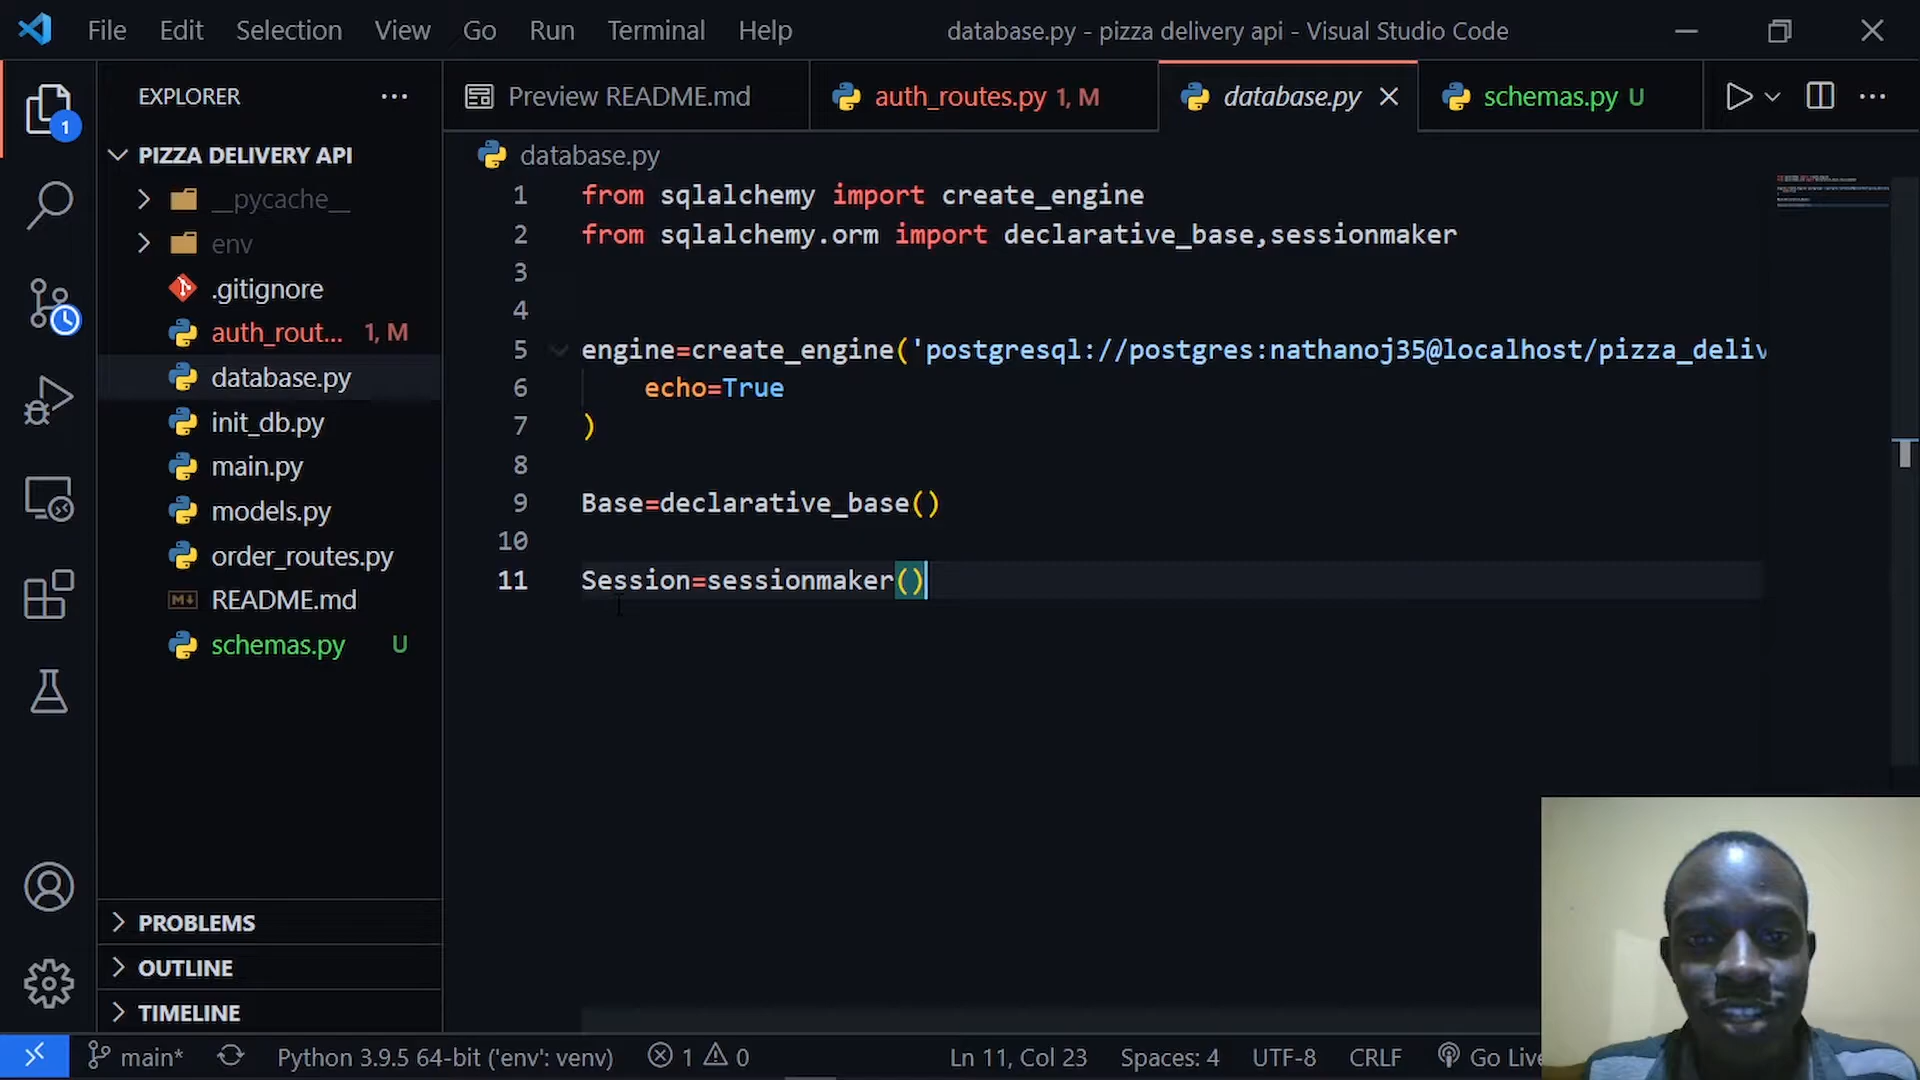 File Edit Selection View Go Run Terminal Help database.py - pizza delivery api - Visual Studio Code
EXPLORER
Preview README.md auth_routes.py 1, M database.py schemas.py U
1
PIZZA DELIVERY API
__pycache__
env
.gitignore
auth_rout... 1, M
database.py
init_db.py
main.py
models.py
order_routes.py
README.md
schemas.py U
PROBLEMS
OUTLINE
TIMELINE
database.py
1 from sqlalchemy import create_engine
2 from sqlalchemy.orm import declarative_base,sessionmaker
3
4
5 engine=create_engine('postgresql://postgres:nathanoj35@localhost/pizza_deliv
6 echo=True
7 )
8
9 Base=declarative_base()
10
11 Session=sessionmaker()
main* Python 3.9.5 64-bit ('env': venv) 1 0 Ln 11, Col 23 Spaces: 4 UTF-8 CRLF Go Live